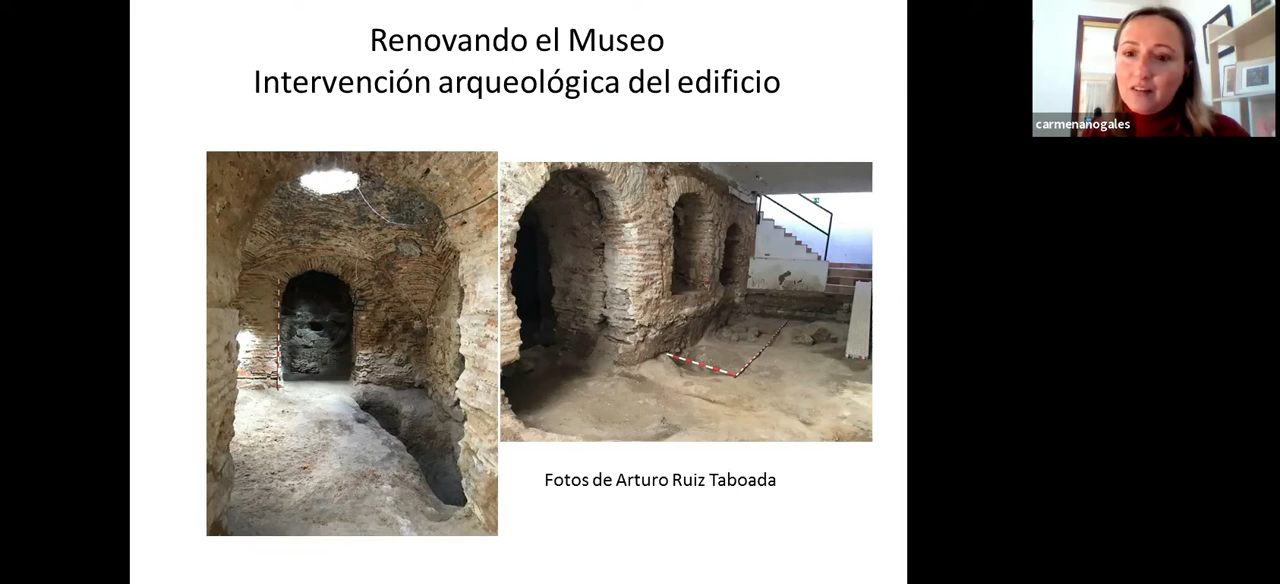 Renovando el Museo
Intervención arqueológica del edificio
carmenanogales
Fotos de Arturo Ruiz Taboada